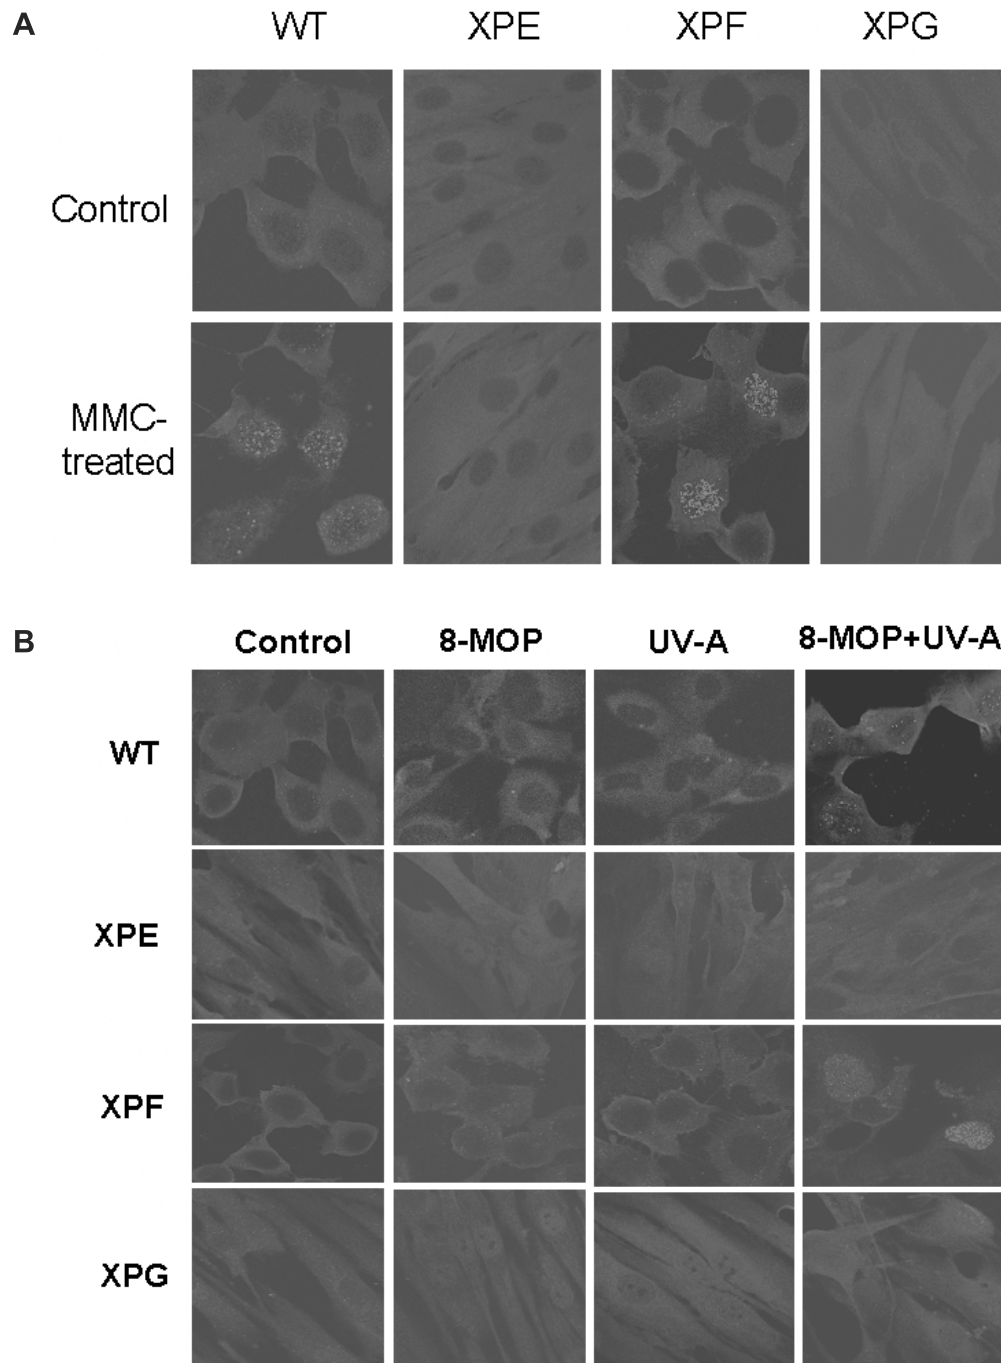 A
WT XPE XPF XPG
Control
MMC-
treated
B
Control 8-MOP UV-A 8-MOP+UV-A
WT
XPE
XPF
XPG